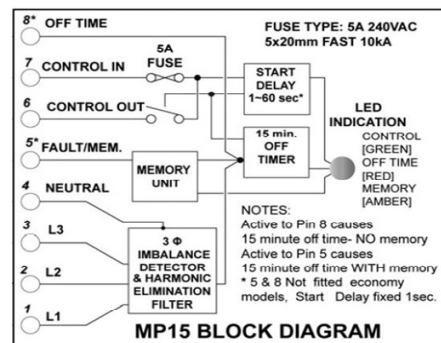 8* OFF TIME
FUSE TYPE: 5A 240VAC
5x20mm FAST 10kA
7 CONTROL IN
5A
FUSE
START
DELAY
1~60 sec*
LED
INDICATION
CONTROL
[GREEN]
OFF TIME
[RED]
MEMORY
[AMBER]
6 CONTROL OUT
15 min.
OFF
TIMER
5* FAULT/MEM.
MEMORY
UNIT
4 NEUTRAL
3 L3
2 L2
1 L1
3 Φ
IMBALANCE
DETECTOR
& HARMONIC
ELIMINATION
FILTER
NOTES:
Active to Pin 8 causes
15 minute off time- NO memory
Active to Pin 5 causes
15 minute off time WITH memory
* 5 & 8 Not fitted economy
models, Start Delay fixed 1sec.
MP15 BLOCK DIAGRAM